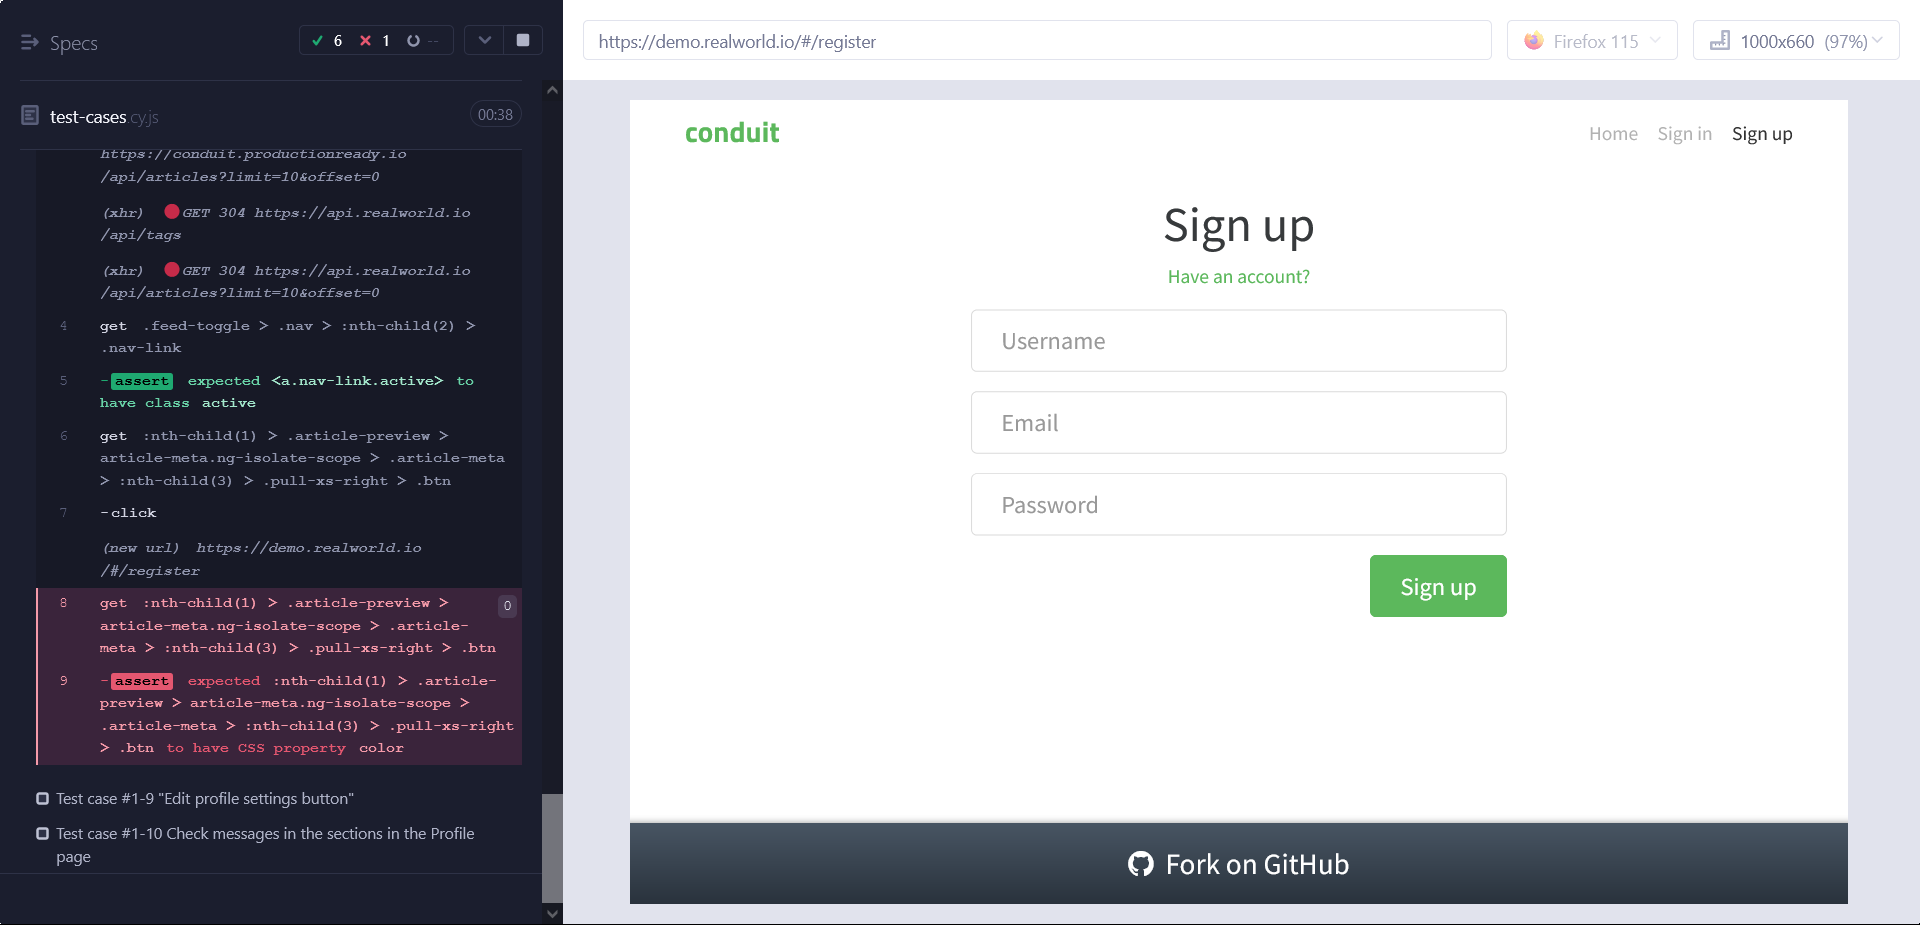 Specs
6 1 --
test-cases.cy.js
00:38
https://conduit.productionready.io
/api/articles?limit=10&offset=0
(xhr) GET 304 https://api.realworld.io
/api/tags
(xhr) GET 304 https://api.realworld.io
/api/articles?limit=10&offset=0
4 get .feed-toggle > .nav > :nth-child(2) >
.nav-link
5 -assert expected <a.nav-link.active> to
have class active
6 get :nth-child(1) > .article-preview >
article-meta.ng-isolate-scope > .article-meta
> :nth-child(3) > .pull-xs-right > .btn
7 -click
(new url) https://demo.realworld.io
/#/register
8 get :nth-child(1) > .article-preview > 0
article-meta.ng-isolate-scope > .article-
meta > :nth-child(3) > .pull-xs-right > .btn
9 -assert expected :nth-child(1) > .article-
preview > article-meta.ng-isolate-scope >
.article-meta > :nth-child(3) > .pull-xs-right
> .btn to have CSS property color
Test case #1-9 "Edit profile settings button"
Test case #1-10 Check messages in the sections in the Profile
page
https://demo.realworld.io/#/register
Firefox 115
1000x660 (97%)
conduit
Home Sign in Sign up
Sign up
Have an account?
Username
Email
Password
Sign up
Fork on GitHub